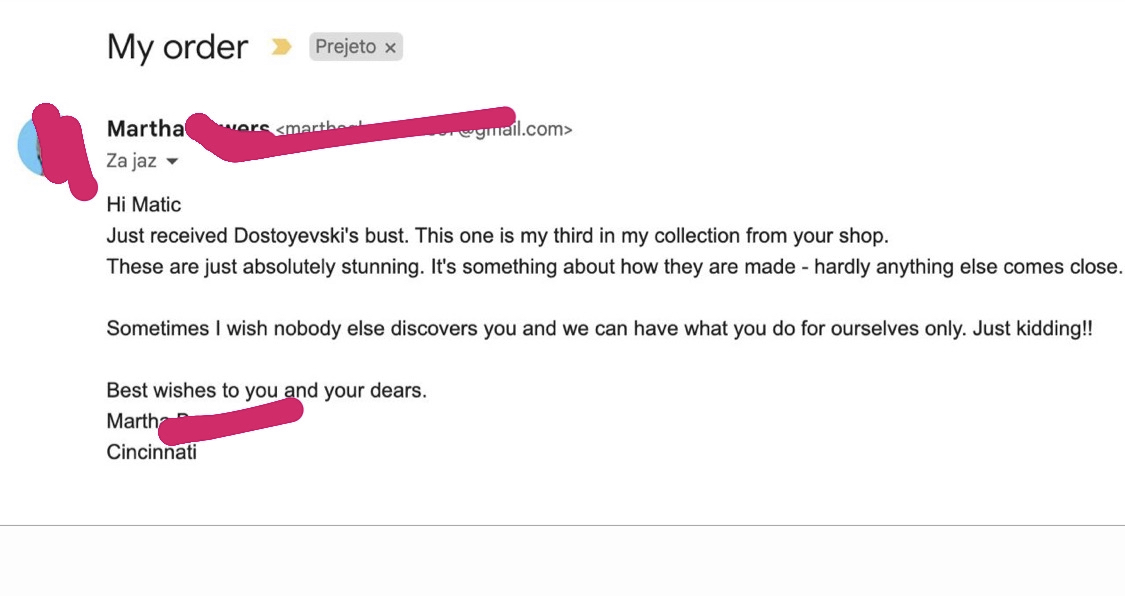 My order Prejeto ×
Martha @gmail.com>
Za jaz
Hi Matic
Just received Dostoyevski's bust. This one is my third in my collection from your shop.
These are just absolutely stunning. It's something about how they are made - hardly anything else comes close.
Sometimes I wish nobody else discovers you and we can have what you do for ourselves only. Just kidding!!
Best wishes to you and your dears.
Martha
Cincinnati